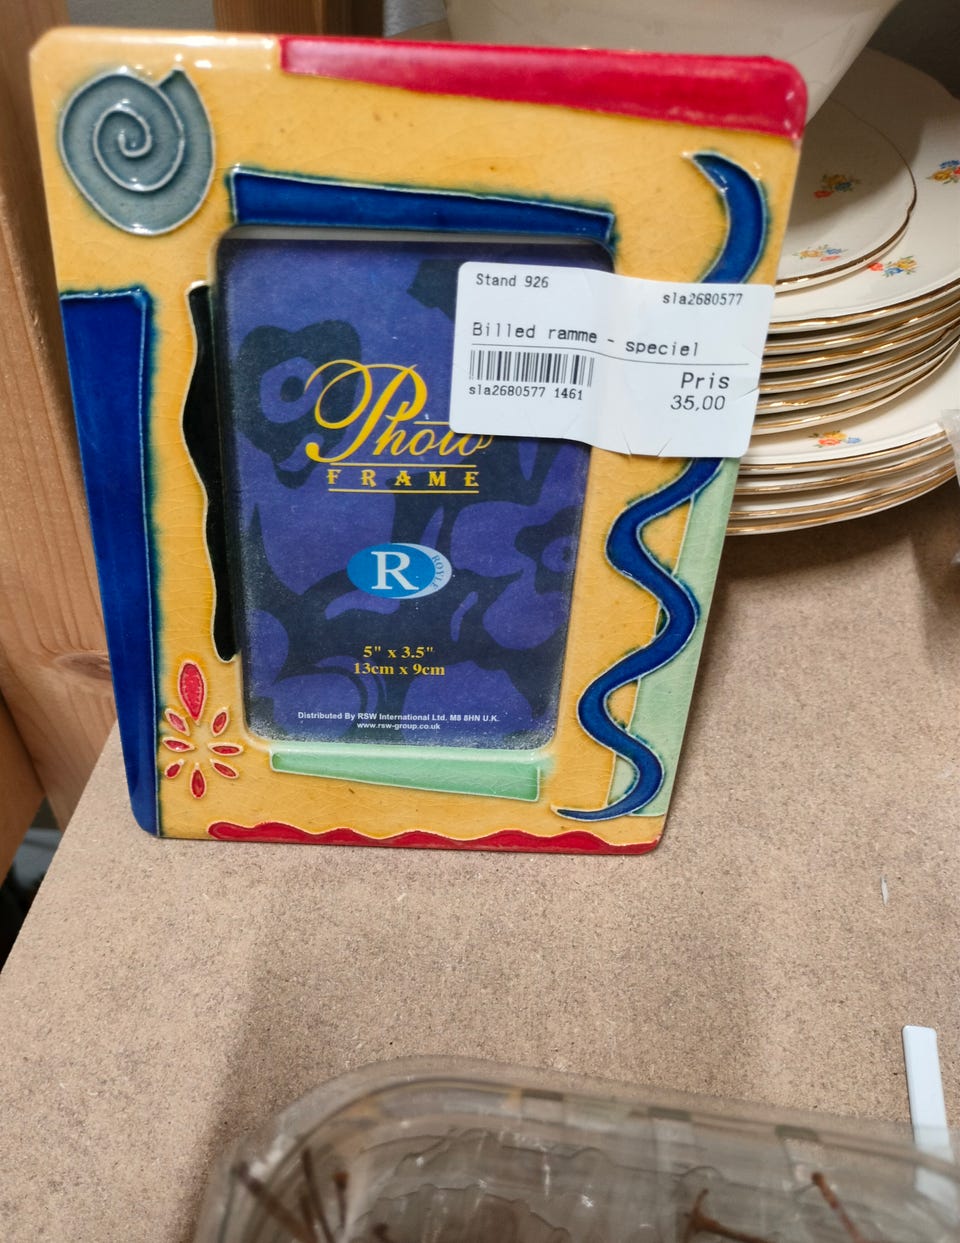 Stand 926
sla2680577
Billed ramme - speciel
sla2680577 1461
Pris
35,00
Photo
FRAME
R
ROYLE
5" x 3.5"
13cm x 9cm
Distributed By RSW International Ltd. M8 8HN U.K.
www.rsw-group.co.uk